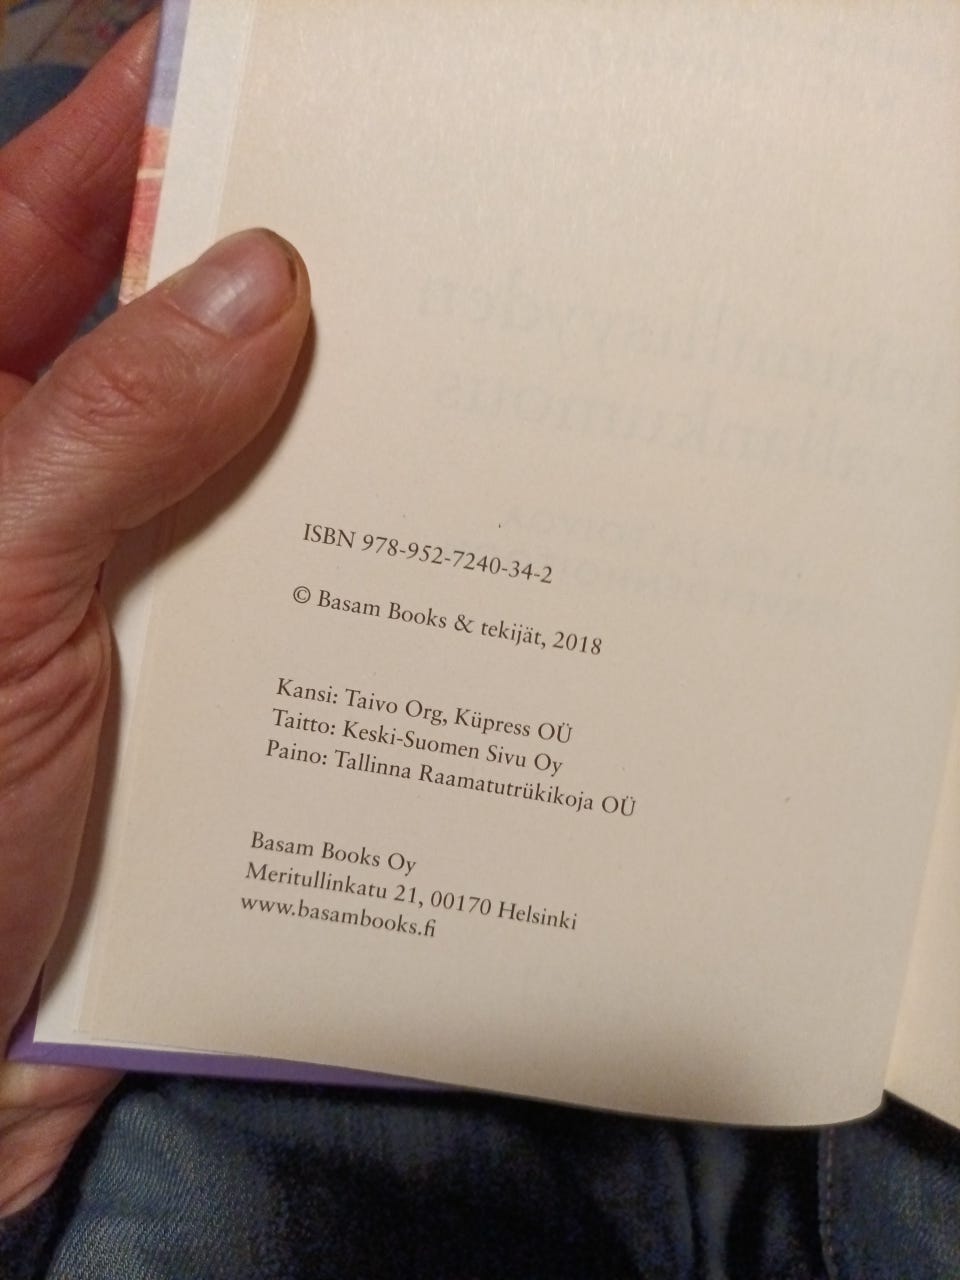 ISBN 978-952-7240-34-2
© Basam Books & tekijät, 2018
Kansi: Taivo Org, Küpress OÜ
Taitto: Keski-Suomen Sivu Oy
Paino: Tallinna Raamatutrükikoja OÜ
Basam Books Oy
Meritullinkatu 21, 00170 Helsinki
www.basambooks.fi